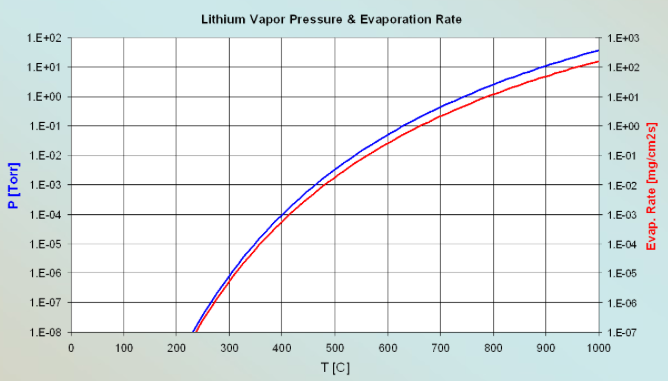 Lithium Vapor Pressure & Evaporation Rate
1.E+02
1.E+01
1.E+00
1.E-01
1.E-02
1.E-03
1.E-04
1.E-05
1.E-06
1.E-07
1.E-08
P [Torr]
1.E+03
1.E+02
1.E+01
1.E+00
1.E-01
1.E-02
1.E-03
1.E-04
1.E-05
1.E-06
1.E-07
Evap. Rate [mg/cm2s]
0 100 200 300 400 500 600 700 800 900 1000
T [C]